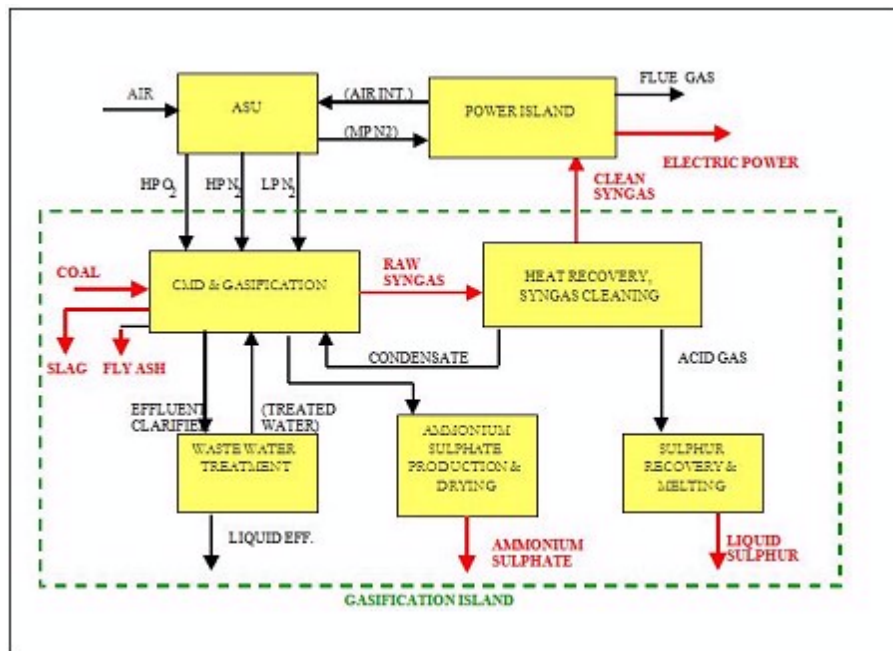 AIR
ASU
(AIR INT.)
(MP N2)
POWER ISLAND
FLUE GAS
ELECTRIC POWER
HP O2
HP N2
LP N2
CLEAN
SYNGAS
COAL
CMD & GASIFICATION
RAW
SYNGAS
HEAT RECOVERY,
SYNGAS CLEANING
SLAG
FLY ASH
CONDENSATE
ACID GAS
EFFLUENT
CLARIFIED
(TREATED
WATER)
WASTE WATER
TREATMENT
AMMONIUM
SULPHATE
PRODUCTION &
DRYING
SULPHUR
RECOVERY &
MELTING
LIQUID EFF.
AMMONIUM
SULPHATE
LIQUID
SULPHUR
GASIFICATION ISLAND